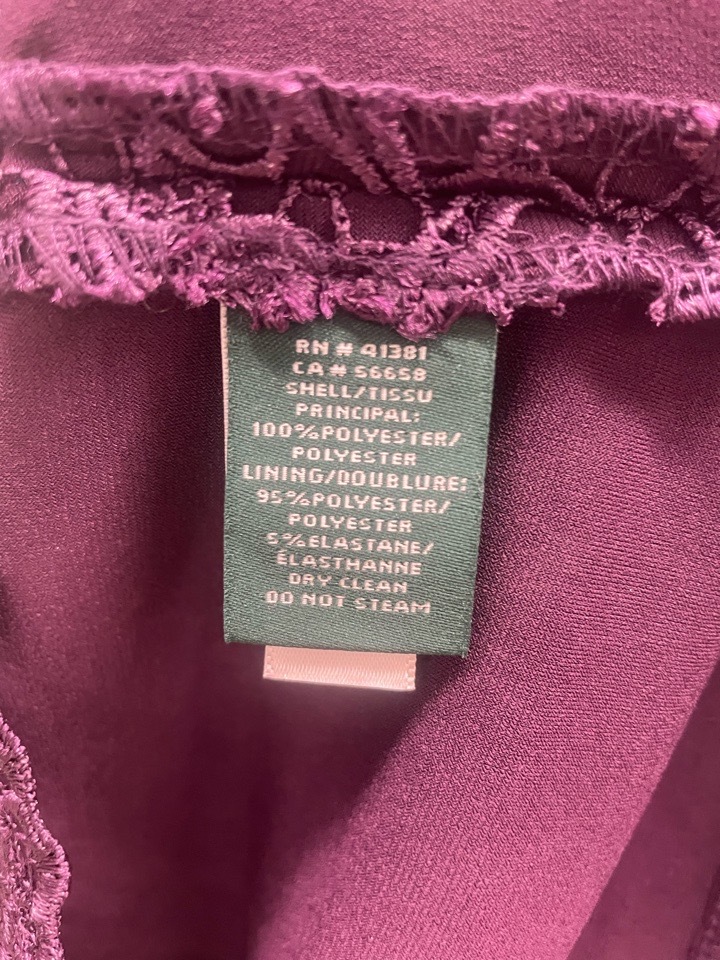 RN # 41381
CA # 56658
SHELL/TISSU
PRINCIPAL:
100%POLYESTER/
POLYESTER
LINING/DOUBLURE:
95%POLYESTER/
POLYESTER
5%ELASTANE/
ÉLASTHANNE
DRY CLEAN
DO NOT STEAM